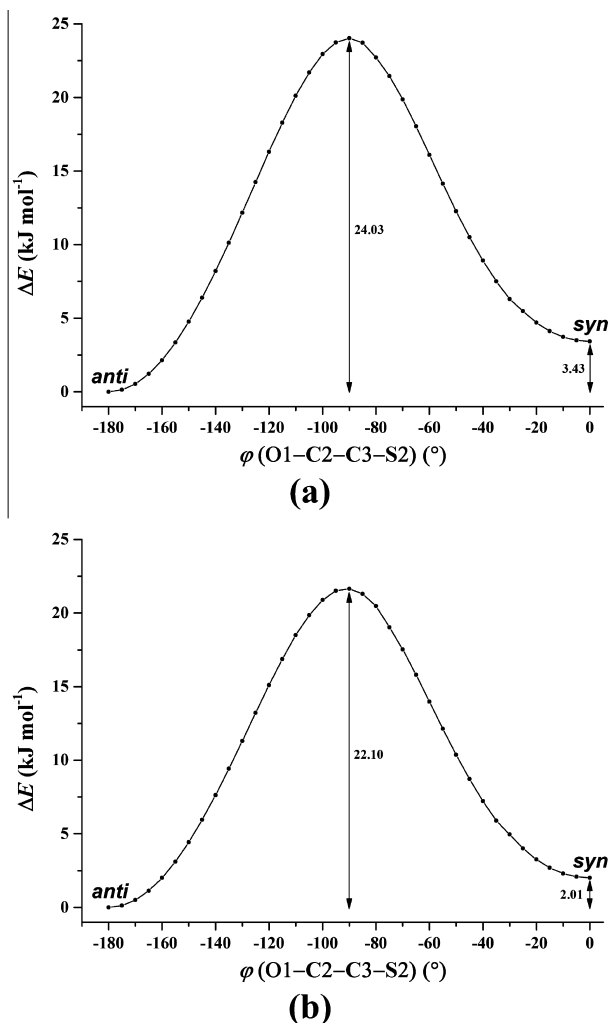 25
20
15
10
5
0
ΔE (kJ mol⁻¹)
24.03
anti
syn
3.43
-180 -160 -140 -120 -100 -80 -60 -40 -20 0
φ (O1–C2–C3–S2) (°)
(a)
25
20
15
10
5
0
ΔE (kJ mol⁻¹)
22.10
anti
syn
2.01
-180 -160 -140 -120 -100 -80 -60 -40 -20 0
φ (O1–C2–C3–S2) (°)
(b)